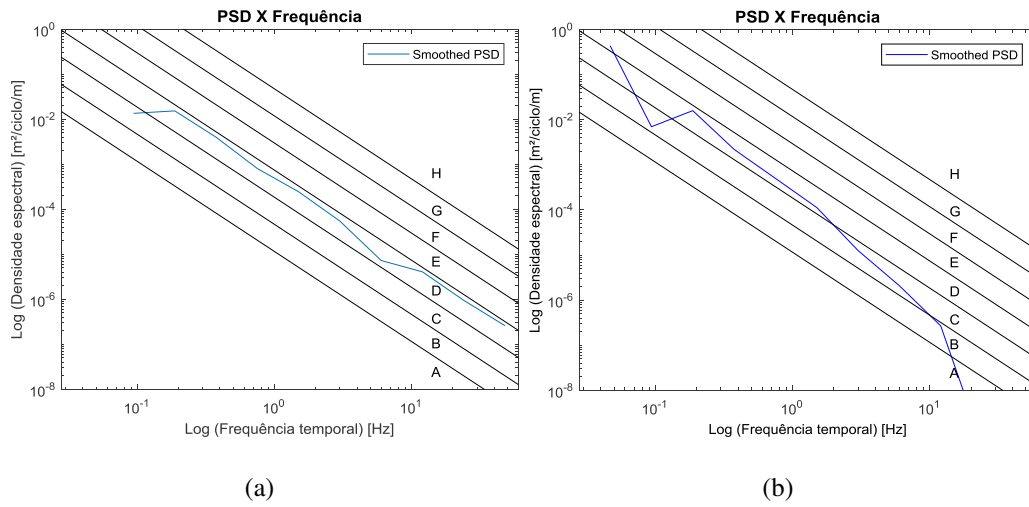 PSD X Frequência
Smoothed PSD
Log (Densidade espectral) [m²/ciclo/m]
10^0
10^-2
10^-4
10^-6
10^-8
H
G
F
E
D
C
B
A
10^-1
10^0
10^1
Log (Frequência temporal) [Hz]
(a)
PSD X Frequência
Smoothed PSD
Log (Densidade espectral) [m²/ciclo/m]
10^0
10^-2
10^-4
10^-6
10^-8
H
G
F
E
D
C
B
A
10^-1
10^0
10^1
Log (Frequência temporal) [Hz]
(b)